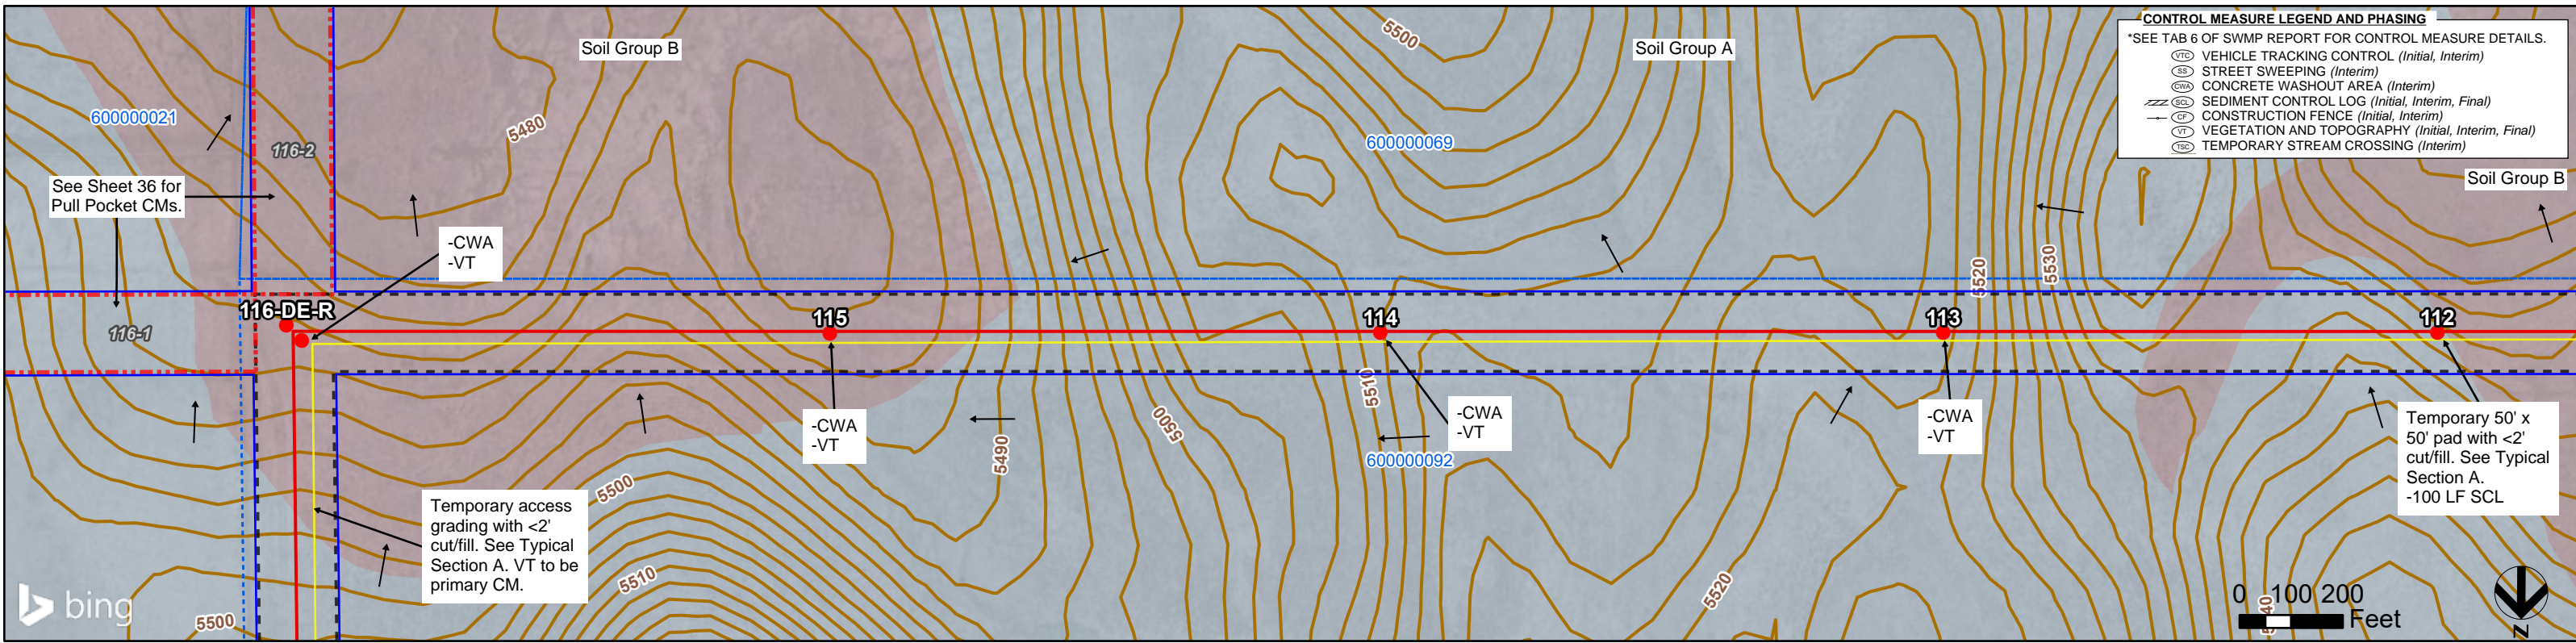 CONTROL MEASURE LEGEND AND PHASING
*SEE TAB 6 OF SWMP REPORT FOR CONTROL MEASURE DETAILS.
VTC VEHICLE TRACKING CONTROL (Initial, Interim)
SS STREET SWEEPING (Interim)
CWA CONCRETE WASHOUT AREA (Interim)
SCL SEDIMENT CONTROL LOG (Initial, Interim, Final)
CF CONSTRUCTION FENCE (Initial, Interim)
VT VEGETATION AND TOPOGRAPHY (Initial, Interim, Final)
TSC TEMPORARY STREAM CROSSING (Interim)
Soil Group B
Soil Group A
Soil Group B
5500
5480
600000021
600000069
116-2
See Sheet 36 for
Pull Pocket CMs.
-CWA
-VT
5520
5530
116-DE-R
115
114
113
112
116-1
5510
-CWA
-VT
-CWA
-VT
-CWA
-VT
5500
5490
600000092
Temporary 50' x
50' pad with <2'
cut/fill. See Typical
Section A.
-100 LF SCL
5500
Temporary access
grading with <2'
cut/fill. See Typical
Section A. VT to be
primary CM.
5510
5520
5500
bing
0 100 200
Feet
5540
N